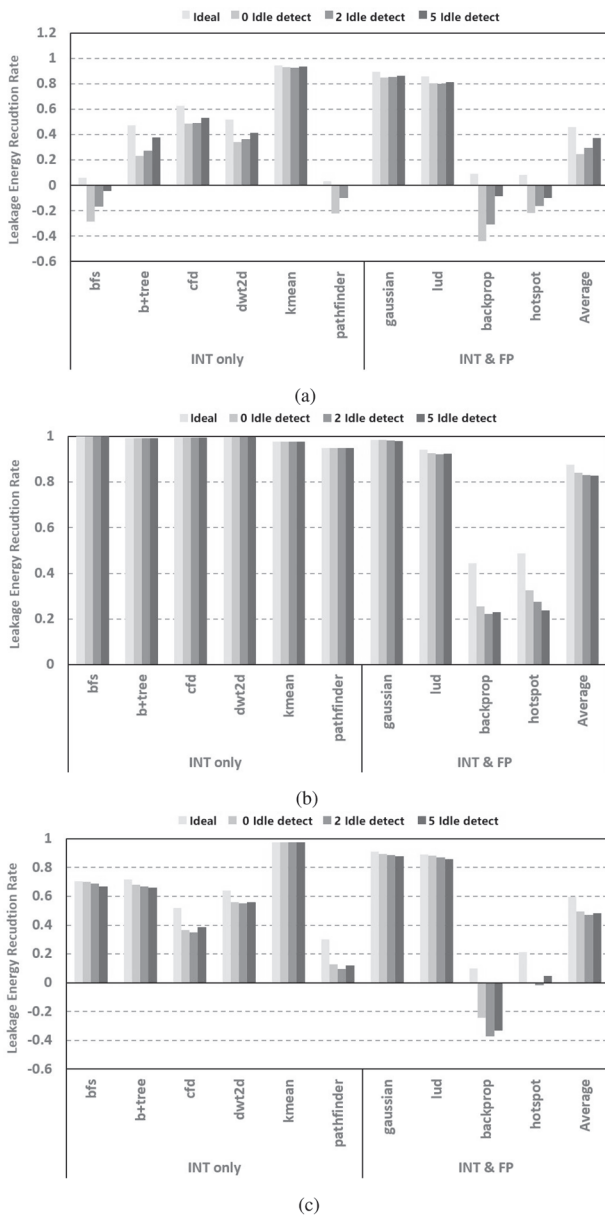 Ideal 0 Idle detect 2 Idle detect 5 Idle detect
Leakage Energy Recudtion Rate
1.2
1
0.8
0.6
0.4
0.2
0
-0.2
-0.4
-0.6
bfs b+tree cfd dwt2d kmean pathfinder gaussian lud backprop hotspot Average
INT only INT & FP
(a)
Ideal 0 Idle detect 2 Idle detect 5 Idle detect
Leakage Energy Recudtion Rate
1
0.8
0.6
0.4
0.2
0
bfs b+tree cfd dwt2d kmean pathfinder gaussian lud backprop hotspot Average
INT only INT & FP
(b)
Ideal 0 Idle detect 2 Idle detect 5 Idle detect
Leakage Energy Recudtion Rate
1
0.8
0.6
0.4
0.2
0
-0.2
-0.4
-0.6
bfs b+tree cfd dwt2d kmean pathfinder gaussian lud backprop hotspot Average
INT only INT & FP
(c)